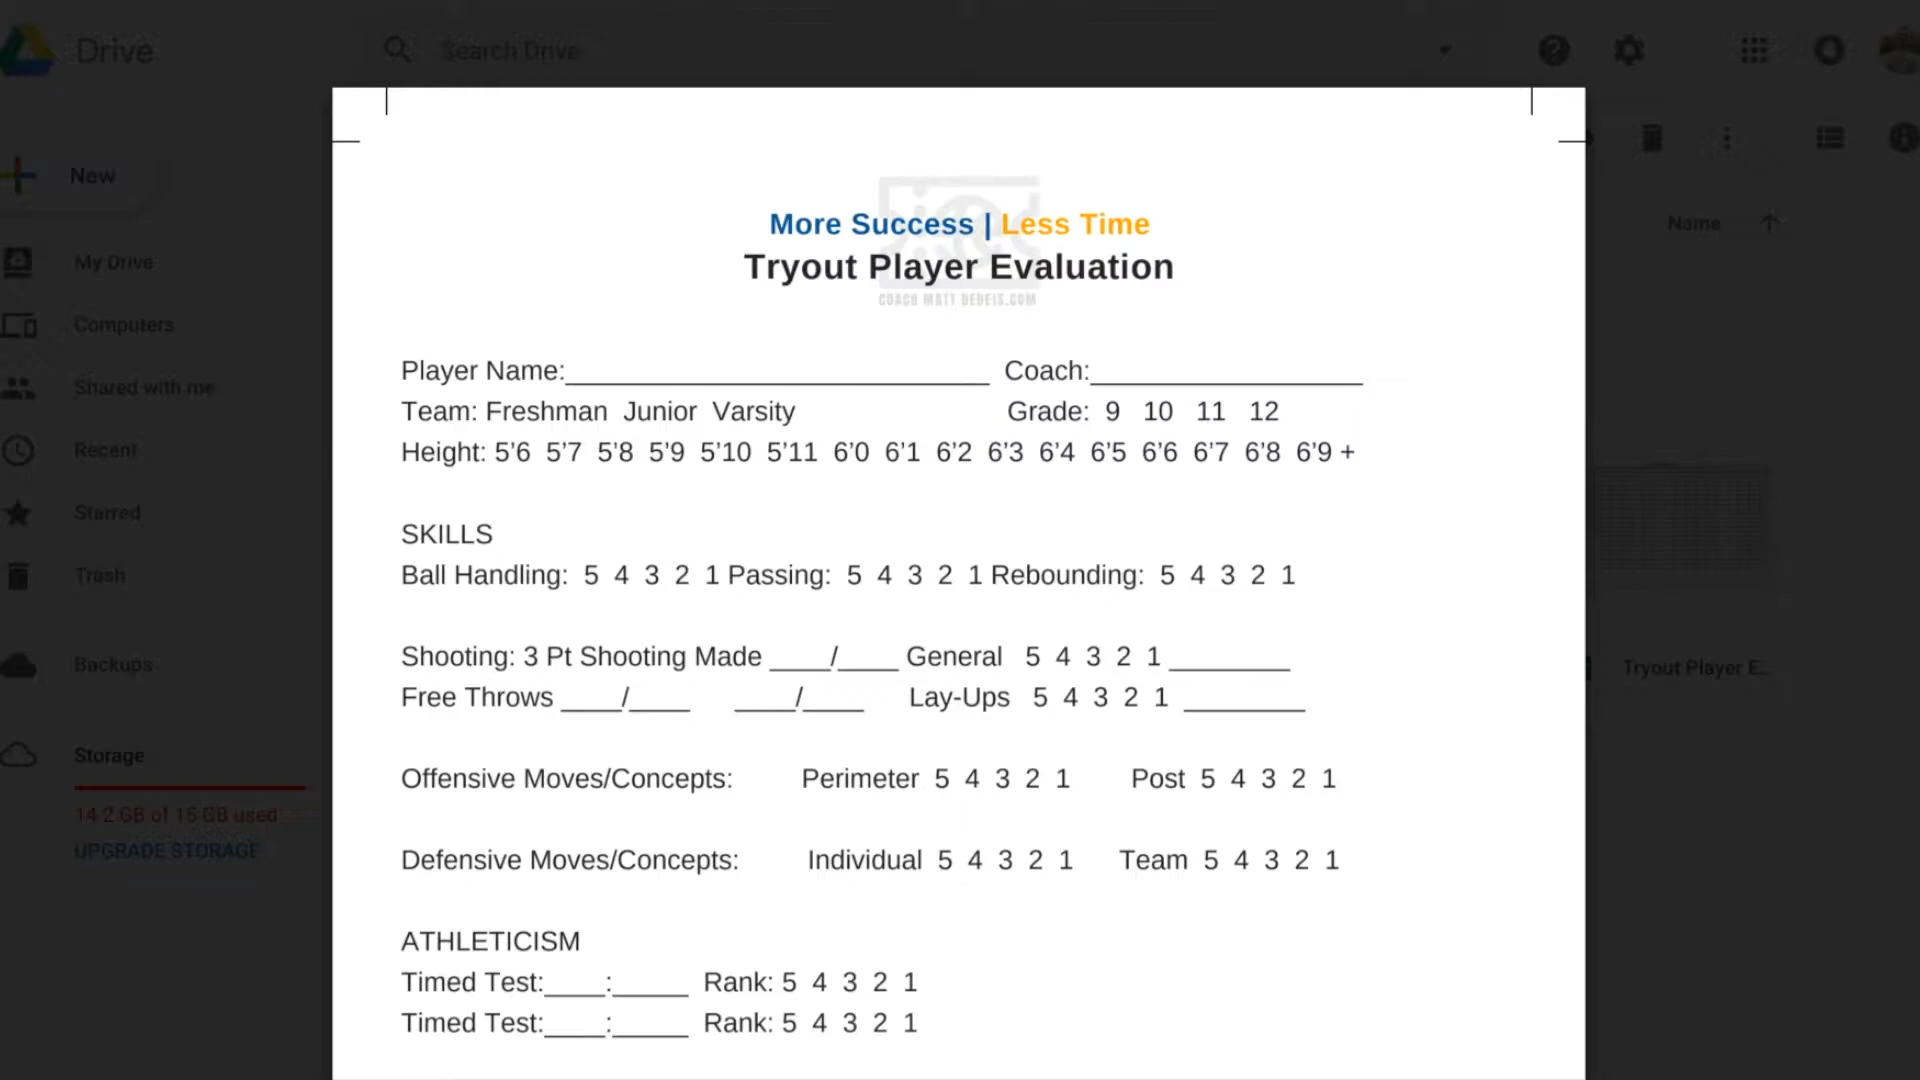 Drive
Search Drive
New
My Drive
Computers
Shared with me
Recent
Starred
Trash
Backups
Storage
14.2 GB of 15 GB used
UPGRADE STORAGE
Name
Tryout Player E...
More Success | Less Time
Tryout Player Evaluation
COACH MATT DEDEIS.COM
Player Name:____________________________ Coach:__________________
Team: Freshman Junior Varsity Grade: 9 10 11 12
Height: 5’6 5’7 5’8 5’9 5’10 5’11 6’0 6’1 6’2 6’3 6’4 6’5 6’6 6’7 6’8 6’9 +
SKILLS
Ball Handling: 5 4 3 2 1 Passing: 5 4 3 2 1 Rebounding: 5 4 3 2 1
Shooting: 3 Pt Shooting Made ____/____ General 5 4 3 2 1 ________
Free Throws ____/____ ____/____ Lay-Ups 5 4 3 2 1 ________
Offensive Moves/Concepts: Perimeter 5 4 3 2 1 Post 5 4 3 2 1
Defensive Moves/Concepts: Individual 5 4 3 2 1 Team 5 4 3 2 1
ATHLETICISM
Timed Test:____:_____ Rank: 5 4 3 2 1
Timed Test:____:_____ Rank: 5 4 3 2 1